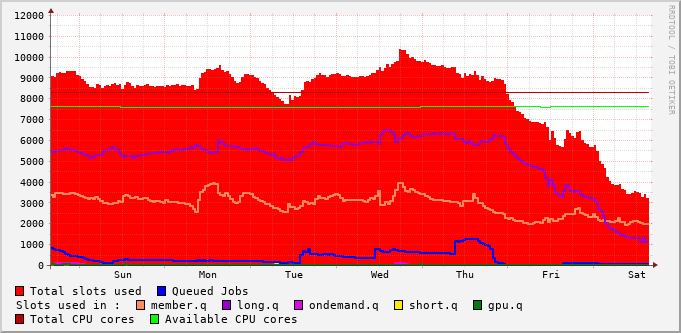 12000
11000
10000
9000
8000
7000
6000
5000
4000
3000
2000
1000
0
Sun Mon Tue Wed Thu Fri Sat
RRDTOOL / TOBI OETIKER
Total slots used Queued Jobs
Slots used in : member.q long.q ondemand.q short.q gpu.q
Total CPU cores Available CPU cores